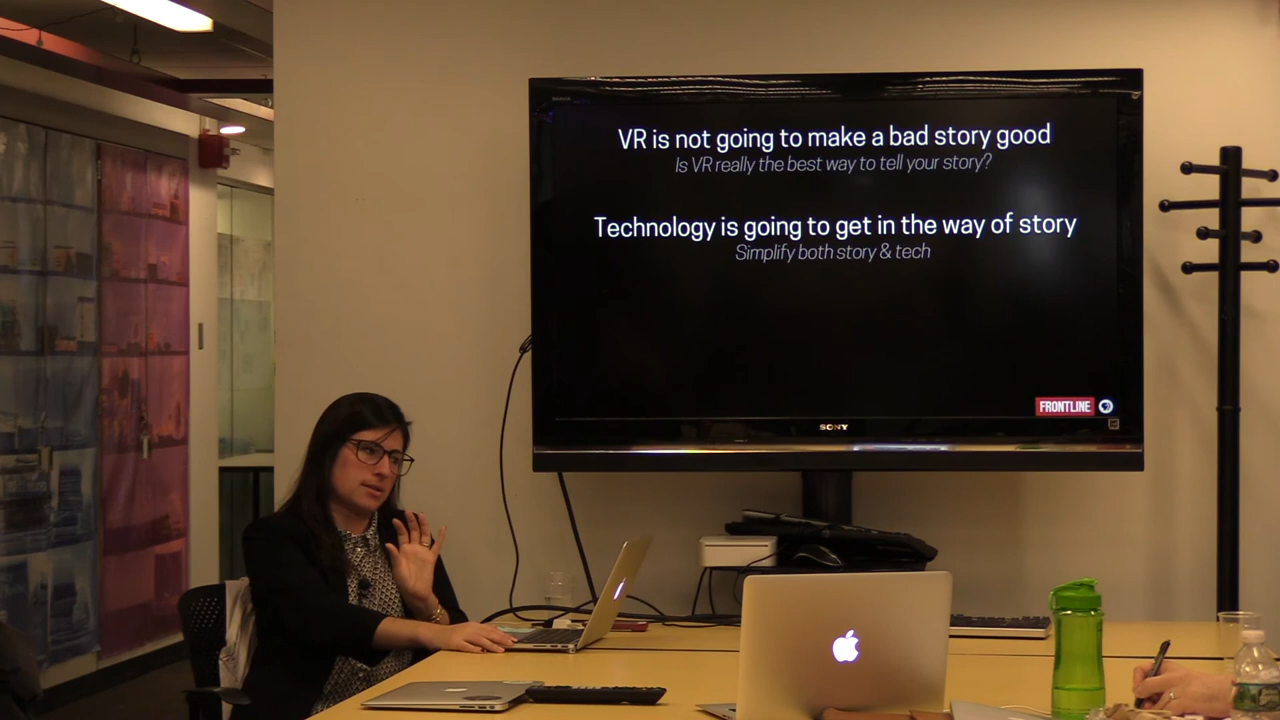 VR is not going to make a bad story good
Is VR really the best way to tell your story?
Technology is going to get in the way of story
Simplify both story & tech
FRONTLINE
SONY